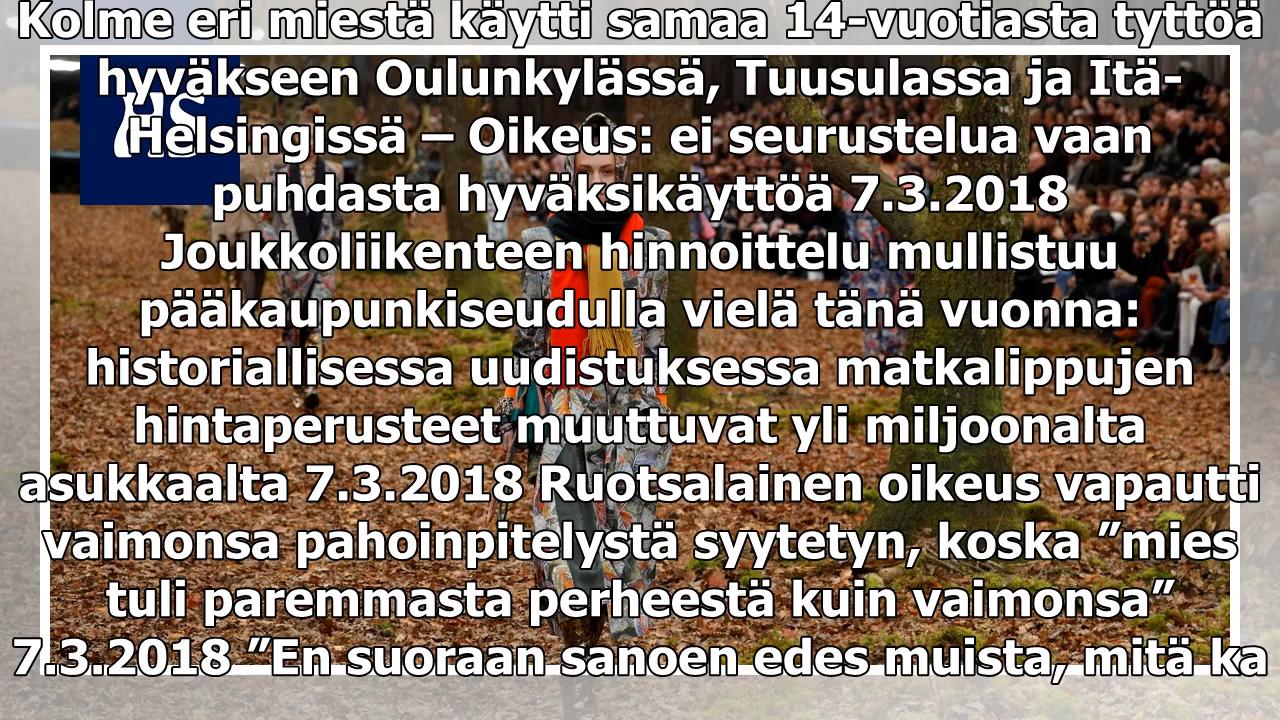 Kolme eri miestä käytti samaa 14-vuotiasta tyttöä
hyväkseen Oulunkylässä, Tuusulassa ja Itä-
Helsingissä – Oikeus: ei seurustelua vaan
puhdasta hyväksikäyttöä 7.3.2018
Joukkoliikenteen hinnoittelu mullistuu
pääkaupunkiseudulla vielä tänä vuonna:
historiallisessa uudistuksessa matkalippujen
hintaperusteet muuttuvat yli miljoonalta
asukkaalta 7.3.2018 Ruotsalainen oikeus vapautti
vaimonsa pahoinpitelystä syytetyn, koska ”mies
tuli paremmasta perheestä kuin vaimonsa”
7.3.2018 ”En suoraan sanoen edes muista, mitä ka
HS